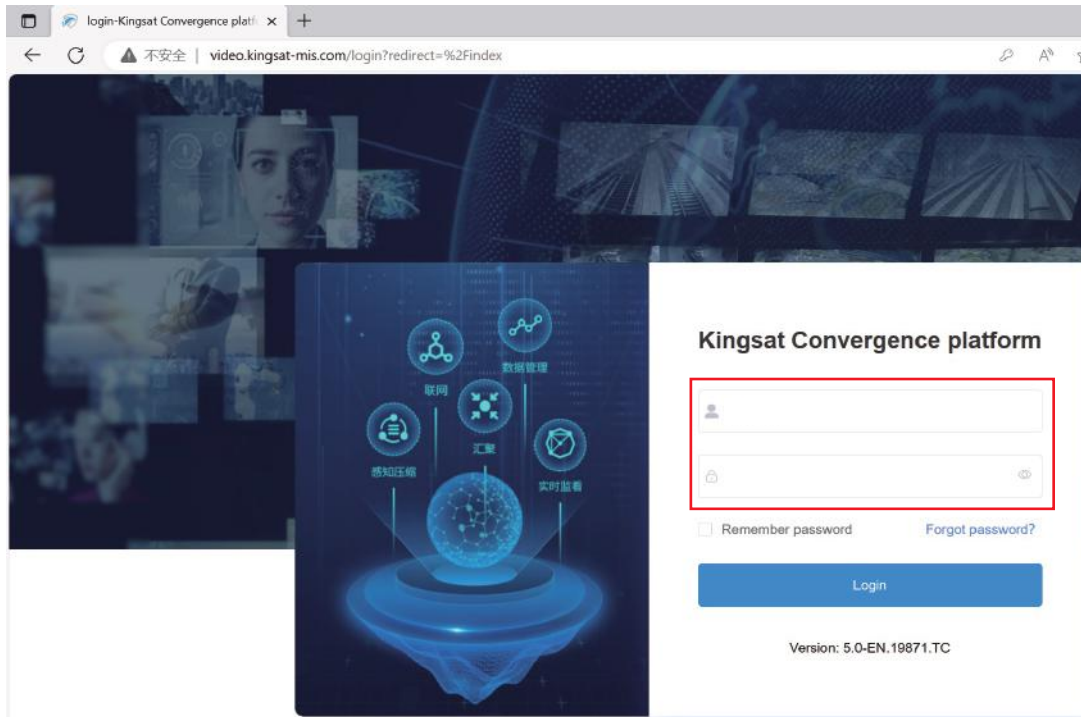 login-Kingsat Convergence platf
不安全 | video.kingsat-mis.com/login?redirect=%2Findex
Kingsat Convergence platform
数据管理
联网
汇聚
感知压缩
实时监看
Remember password Forgot password?
Login
Version: 5.0-EN.19871.TC